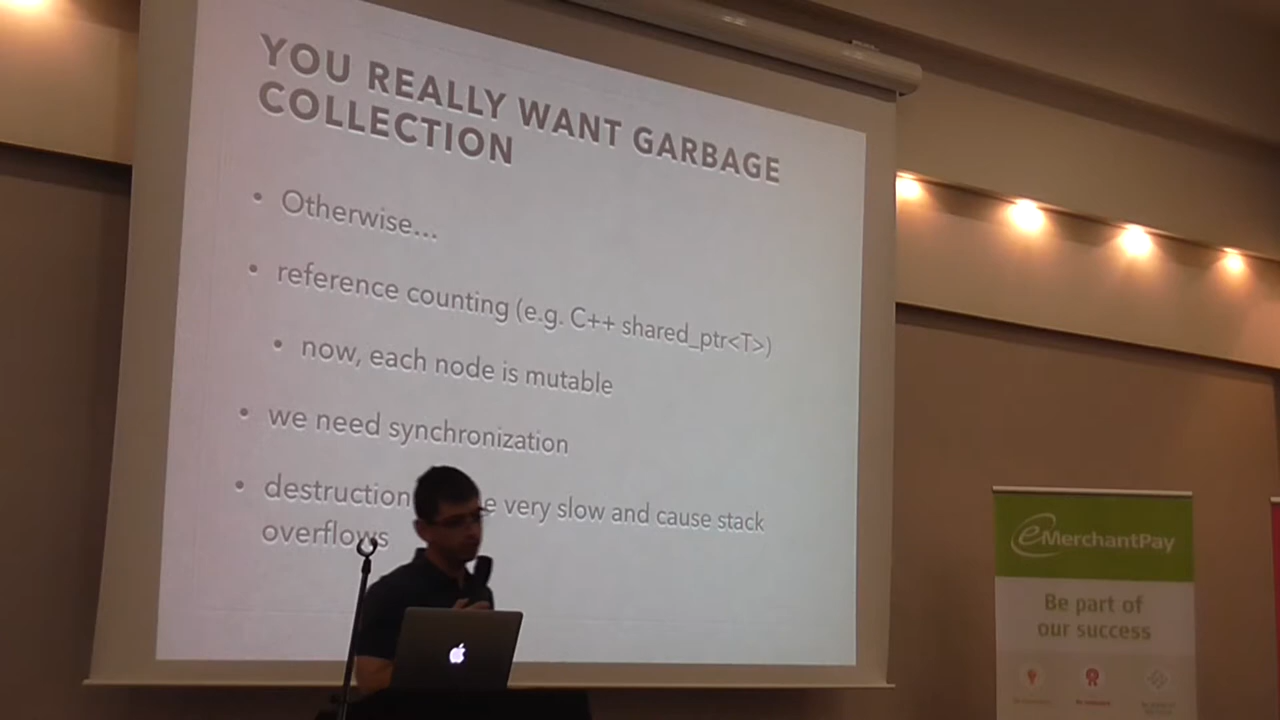 YOU REALLY WANT GARBAGE
COLLECTION
• Otherwise...
• reference counting (e.g. C++ shared_ptr<T>)
• now, each node is mutable
• we need synchronization
• destruction very slow and cause stack
overflows
eMerchantPay
Be part of
our success